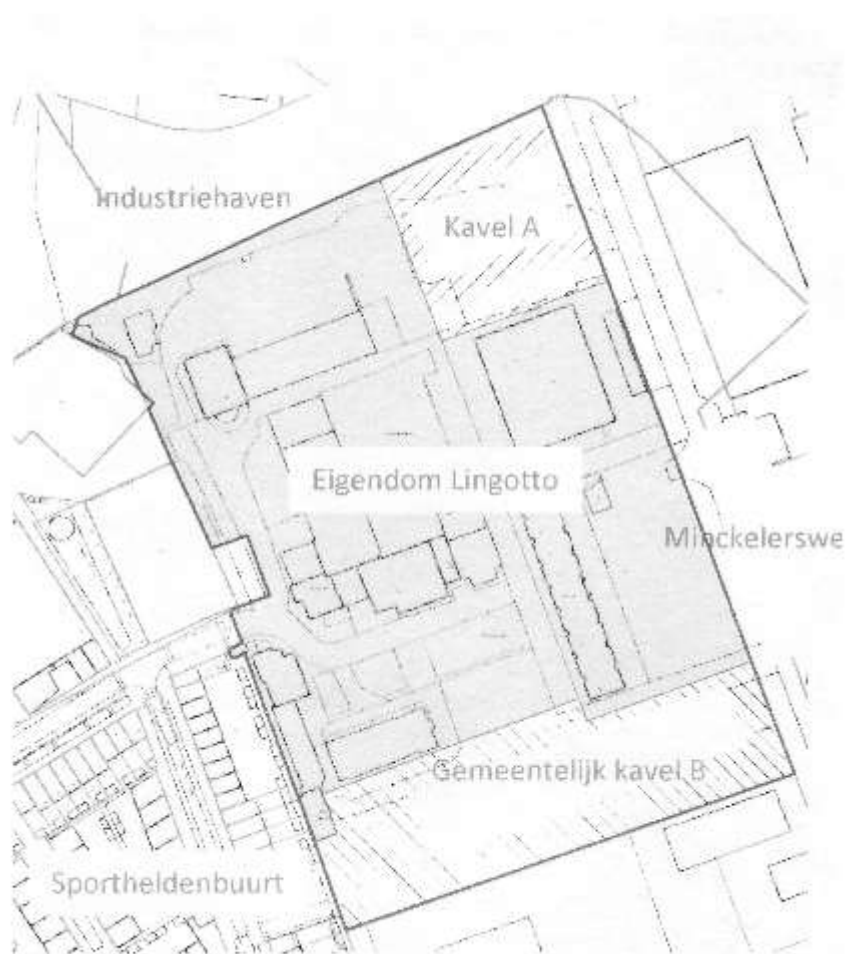 Industriehaven
Kavel A
Eigendom Lingotto
Minckelerswe
Gemeentelijk kavel B
Sportheldenbuurt